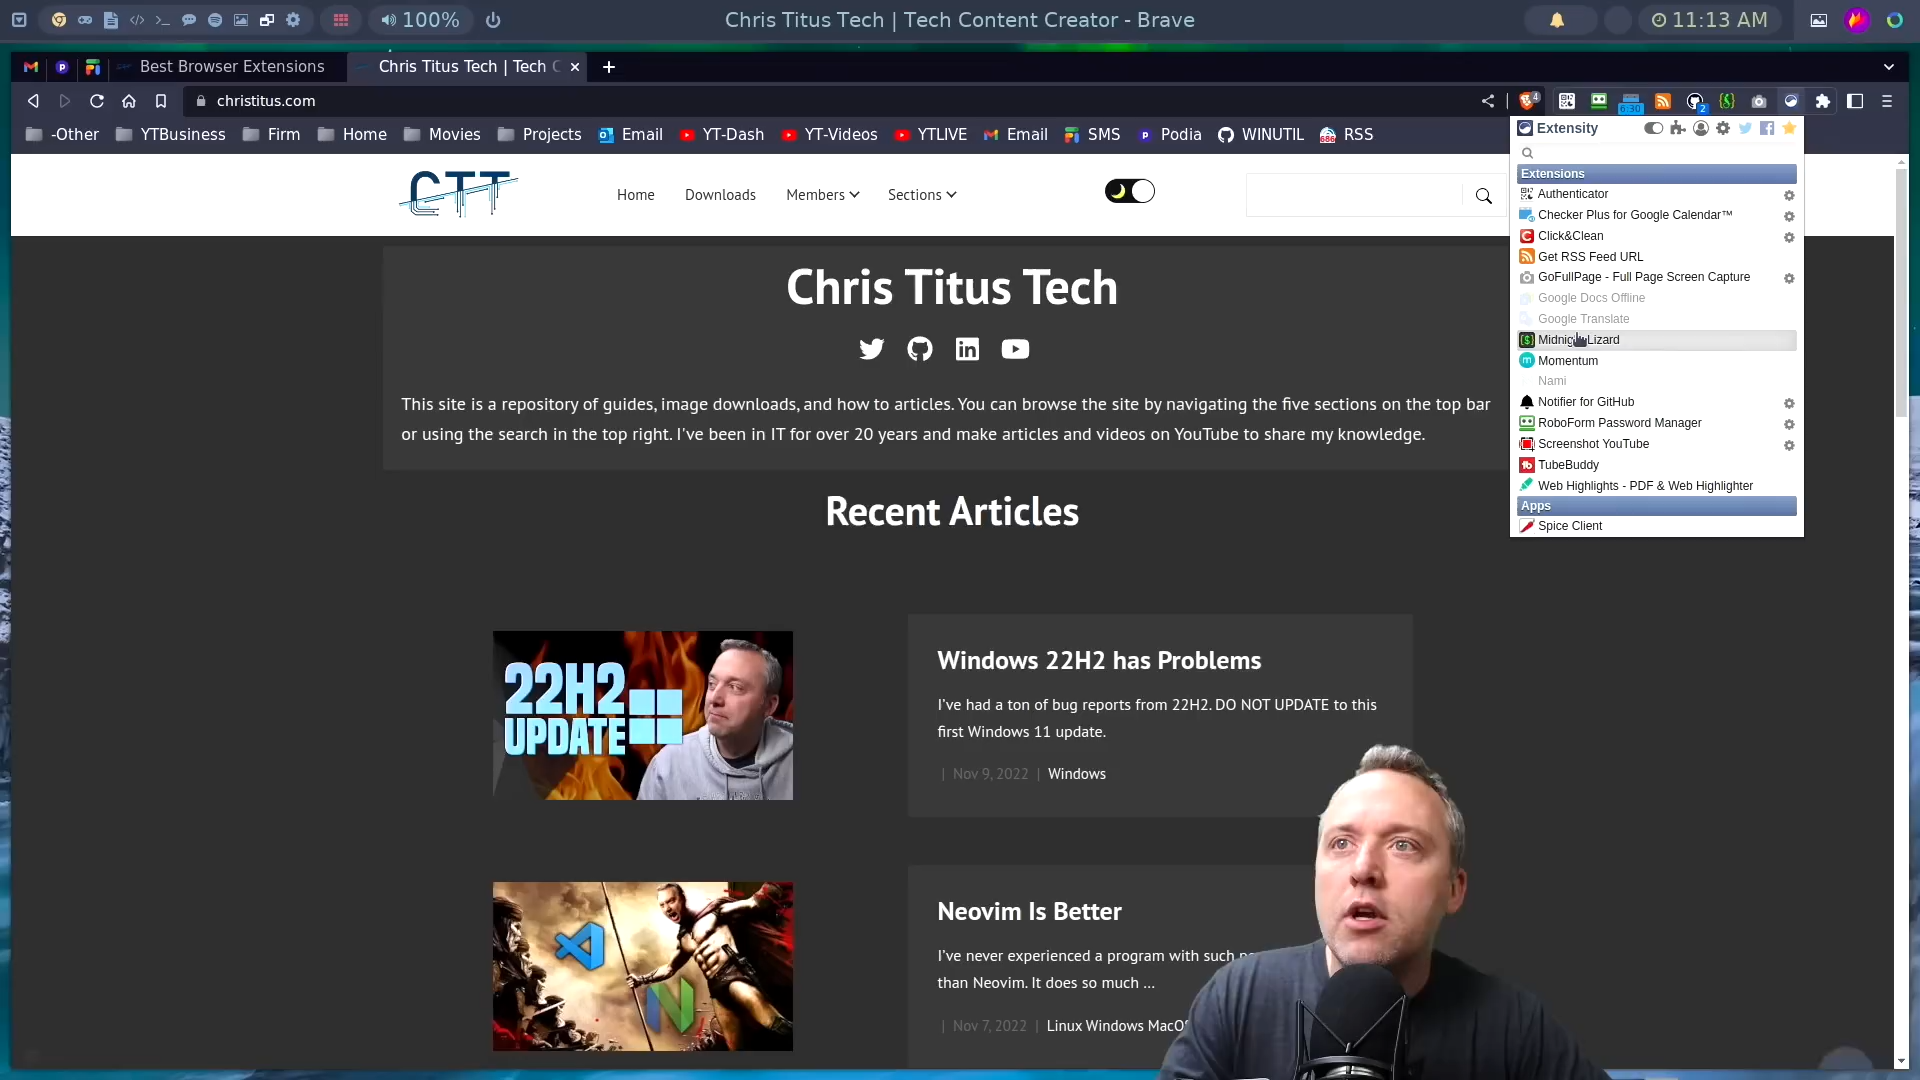 100%
Chris Titus Tech | Tech Content Creator - Brave
11:13 AM
Best Browser Extensions
Chris Titus Tech | Tech C
christitus.com
4
6:30
2
-Other
YTBusiness
Firm
Home
Movies
Projects
Email
YT-Dash
YT-Videos
YTLIVE
Email
SMS
Podia
WINUTIL
RSS
CTT
Home
Downloads
Members
Sections
Extensity
Extensions
Authenticator
Checker Plus for Google Calendar™
Click&Clean
Get RSS Feed URL
GoFullPage - Full Page Screen Capture
Google Docs Offline
Google Translate
Midnight Lizard
Momentum
Nami
Notifier for GitHub
RoboForm Password Manager
Screenshot YouTube
TubeBuddy
Web Highlights - PDF & Web Highlighter
Apps
Spice Client
Chris Titus Tech
This site is a repository of guides, image downloads, and how to articles. You can browse the site by navigating the five sections on the top bar
or using the search in the top right. I've been in IT for over 20 years and make articles and videos on YouTube to share my knowledge.
Recent Articles
22H2
UPDATE
Windows 22H2 has Problems
I've had a ton of bug reports from 22H2. DO NOT UPDATE to this
first Windows 11 update.
| Nov 9, 2022 | Windows
Neovim Is Better
I've never experienced a program with such
than Neovim. It does so much ...
| Nov 7, 2022 | Linux Windows MacOS